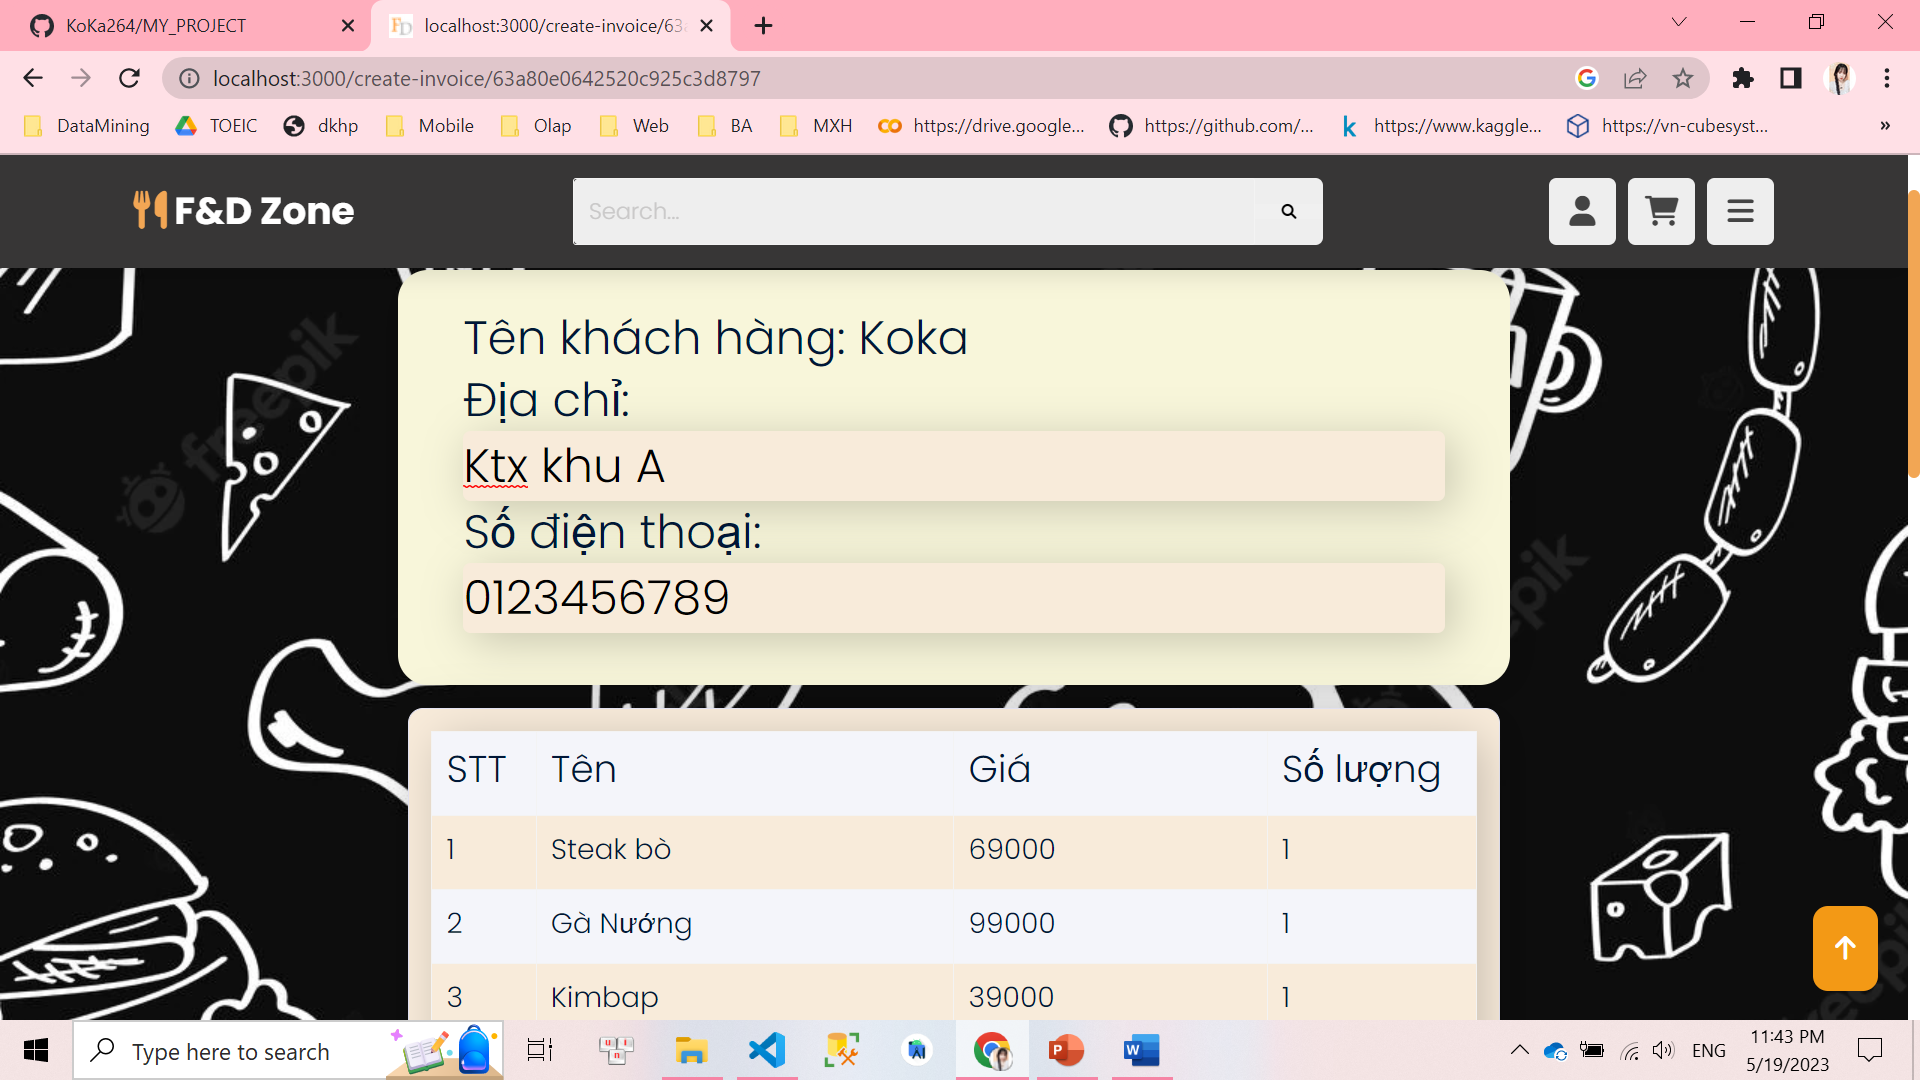 KoKa264/MY_PROJECT
localhost:3000/create-invoice/63a
localhost:3000/create-invoice/63a80e0642520c925c3d8797
DataMining TOEIC dkhp Mobile Olap Web BA MXH https://drive.google... https://github.com/... https://www.kaggle... https://vn-cubesyst... »
F&D Zone
Search...
Tên khách hàng: Koka
Địa chỉ:
Ktx khu A
Số điện thoại:
0123456789
STT Tên Giá Số lượng
1 Steak bò 69000 1
2 Gà Nướng 99000 1
3 Kimbap 39000 1
freepik
Type here to search
ENG
11:43 PM
5/19/2023